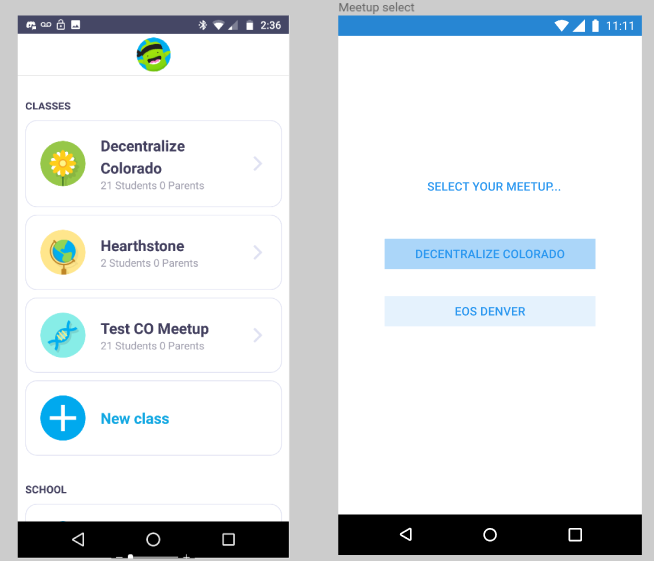 Meetup select
2:36
CLASSES
Decentralize
Colorado
21 Students 0 Parents
Hearthstone
2 Students 0 Parents
Test CO Meetup
21 Students 0 Parents
New class
SCHOOL
11:11
SELECT YOUR MEETUP...
DECENTRALIZE COLORADO
EOS DENVER